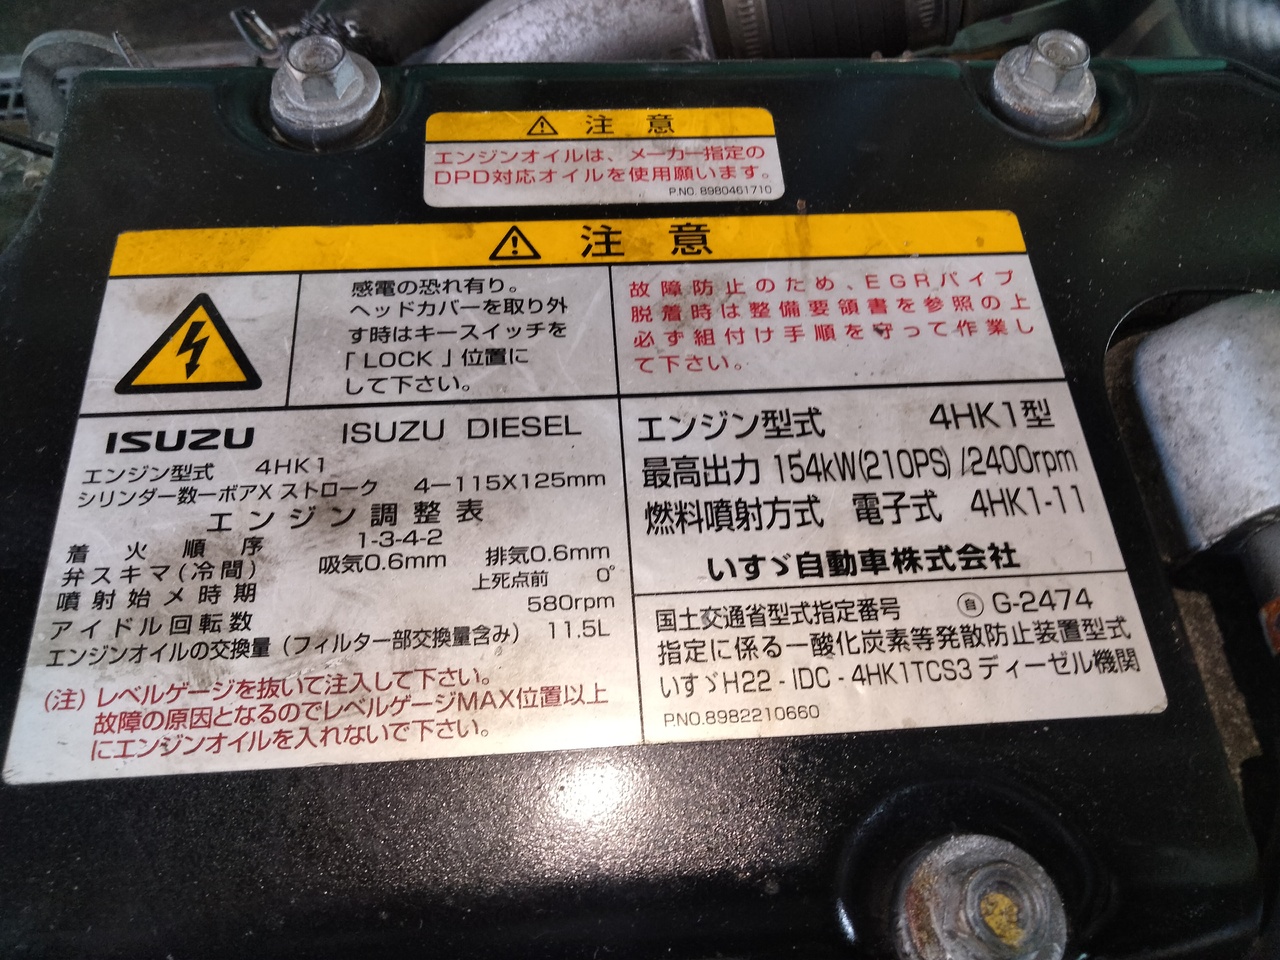 注意
エンジンオイルは、メーカー指定の
DPD対応オイルを使用願います。
P.NO. 8980461710
注意
感電の恐れ有り。
ヘッドカバーを取り外
す時はキースイッチを
「LOCK」位置に
して下さい。
故障防止のため、EGRパイプ
脱着時は整備要領書を参照の上
必ず組付け手順を守って作業し
て下さい。
ISUZU ISUZU DIESEL
エンジン型式 4HK1
シリンダー数ーボアX ストローク 4ー115X125mm
エンジン調整表
着火順序 1-3-4-2
弁スキマ(冷間) 吸気0.6mm 排気0.6mm
噴射始メ時期 上死点前 0°
アイドル回転数 580rpm
エンジンオイルの交換量(フィルター部交換量含み) 11.5L
(注)レベルゲージを抜いて注入して下さい。
故障の原因となるのでレベルゲージMAX位置以上
にエンジンオイルを入れないで下さい。
エンジン型式 4HK1型
最高出力 154kW(210PS) /2400rpm
燃料噴射方式 電子式 4HK1-11
いすゞ自動車株式会社
国土交通省型式指定番号 自 G-2474
指定に係る一酸化炭素等発散防止装置型式
いすゞH22 - IDC - 4HK1TCS3 ディーゼル機関
P.NO.8982210660